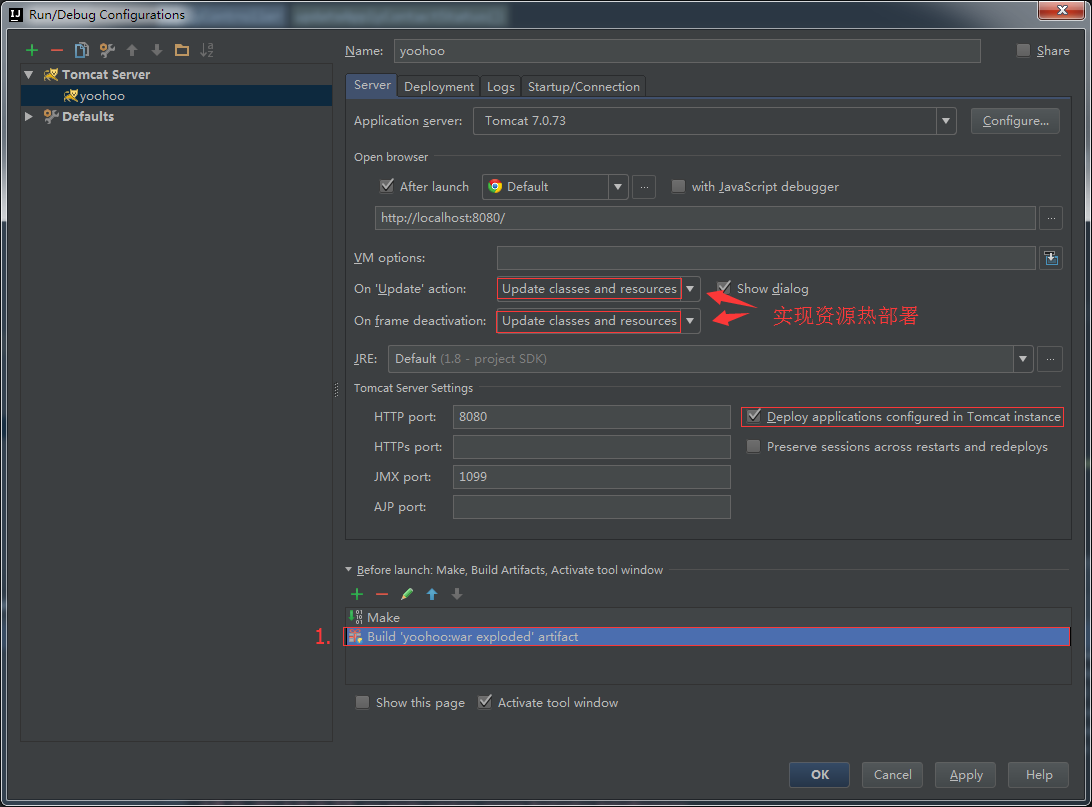 Run/Debug Configurations
Name: yoohoo Share
Tomcat Server
yoohoo
Defaults
Server Deployment Logs Startup/Connection
Application server: Tomcat 7.0.73 Configure...
Open browser
After launch Default ... with JavaScript debugger
http://localhost:8080/ ...
VM options:
On 'Update' action: Update classes and resources Show dialog
On frame deactivation: Update classes and resources
实现资源热部署
JRE: Default (1.8 - project SDK) ...
Tomcat Server Settings
HTTP port: 8080 Deploy applications configured in Tomcat instance
HTTPs port: Preserve sessions across restarts and redeploys
JMX port: 1099
AJP port:
Before launch: Make, Build Artifacts, Activate tool window
Make
1. Build 'yoohoo:war exploded' artifact
Show this page Activate tool window
OK Cancel Apply Help